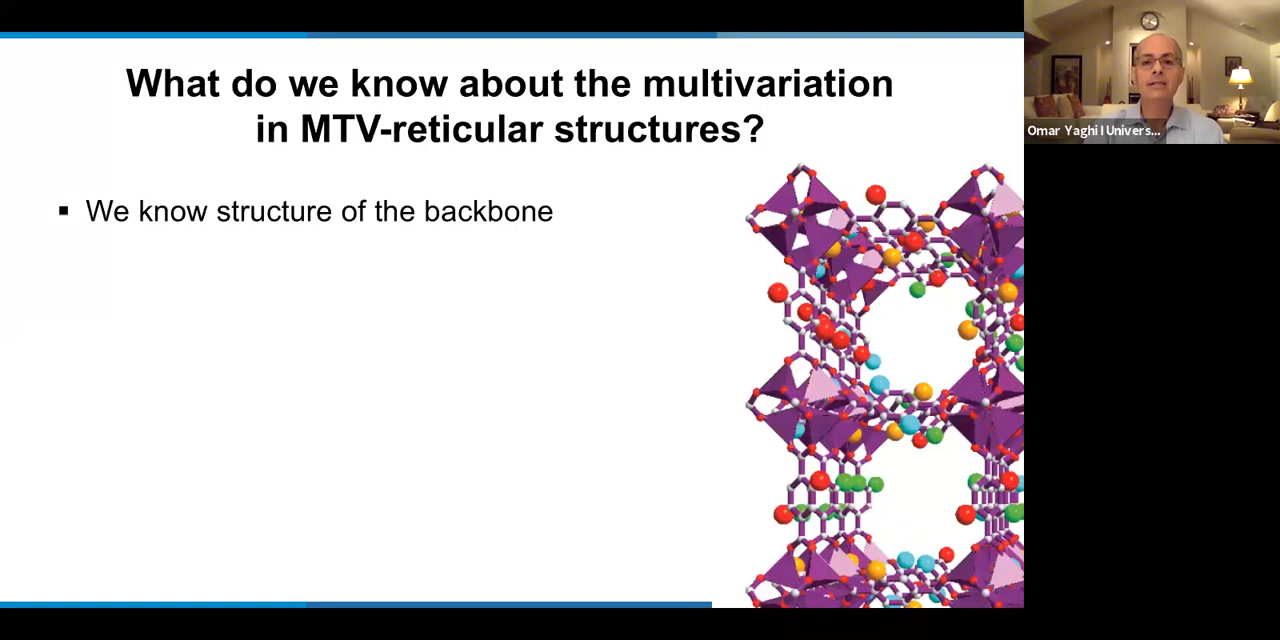 What do we know about the multivariation
in MTV-reticular structures?
▪ We know structure of the backbone
Omar Yaghi I Univers...